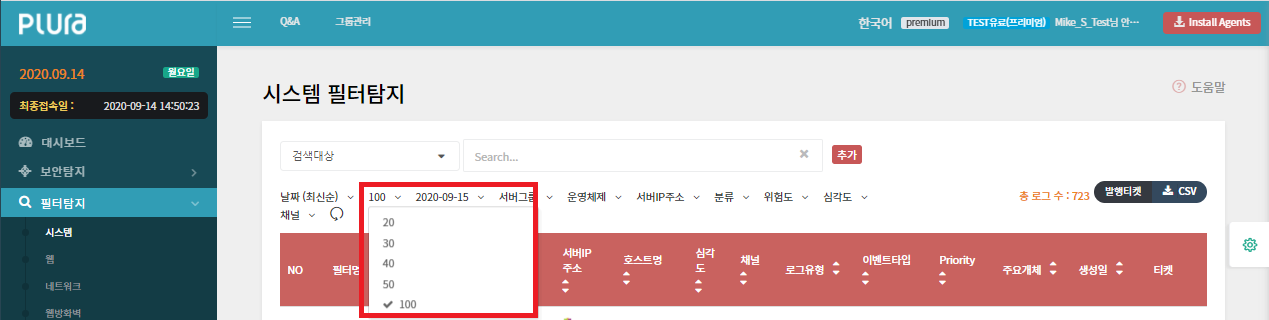 PLURA
Q&A 그룹관리 한국어 premium TEST유료(프리미엄) Mike_S_Test님 안… Install Agents
2020.09.14 월요일
최종접속일 : 2020-09-14 14:50:23
대시보드
보안탐지
필터탐지
시스템
웹
네트워크
웹방화벽
시스템 필터탐지 도움말
검색대상 Search... 추가
날짜 (최신순) 100 2020-09-15 서버그룹 운영체제 서버IP주소 분류 위험도 심각도
채널
총 로그 수 : 723 발행티켓 CSV
20
30
40
50
100
NO 필터명 서버IP주소 호스트명 심각도 채널 로그유형 이벤트타입 Priority 주요개체 생성일 티켓